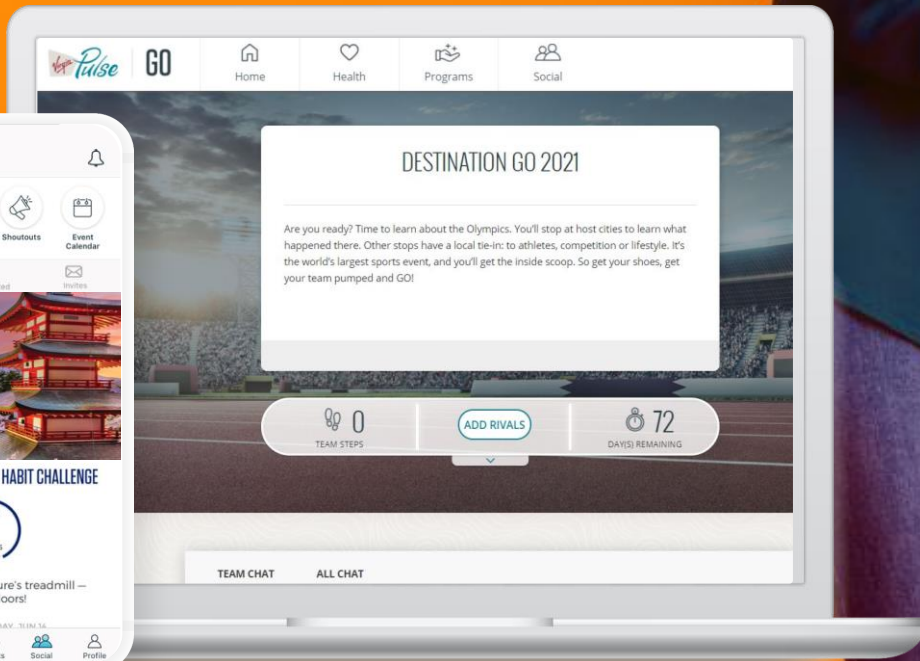 Virgin Pulse GO
Home Health Programs Social
DESTINATION GO 2021
Are you ready? Time to learn about the Olympics. You'll stop at host cities to learn what
happened there. Other stops have a local tie-in: to athletes, competition or lifestyle. It's
the world's largest sports event, and you'll get the inside scoop. So get your shoes, get
your team pumped and GO!
0
TEAM STEPS
ADD RIVALS
72
DAY(S) REMAINING
TEAM CHAT ALL CHAT
Shoutouts
Event
Calendar
Invites
HABIT CHALLENGE
treadmill —
Social Profile